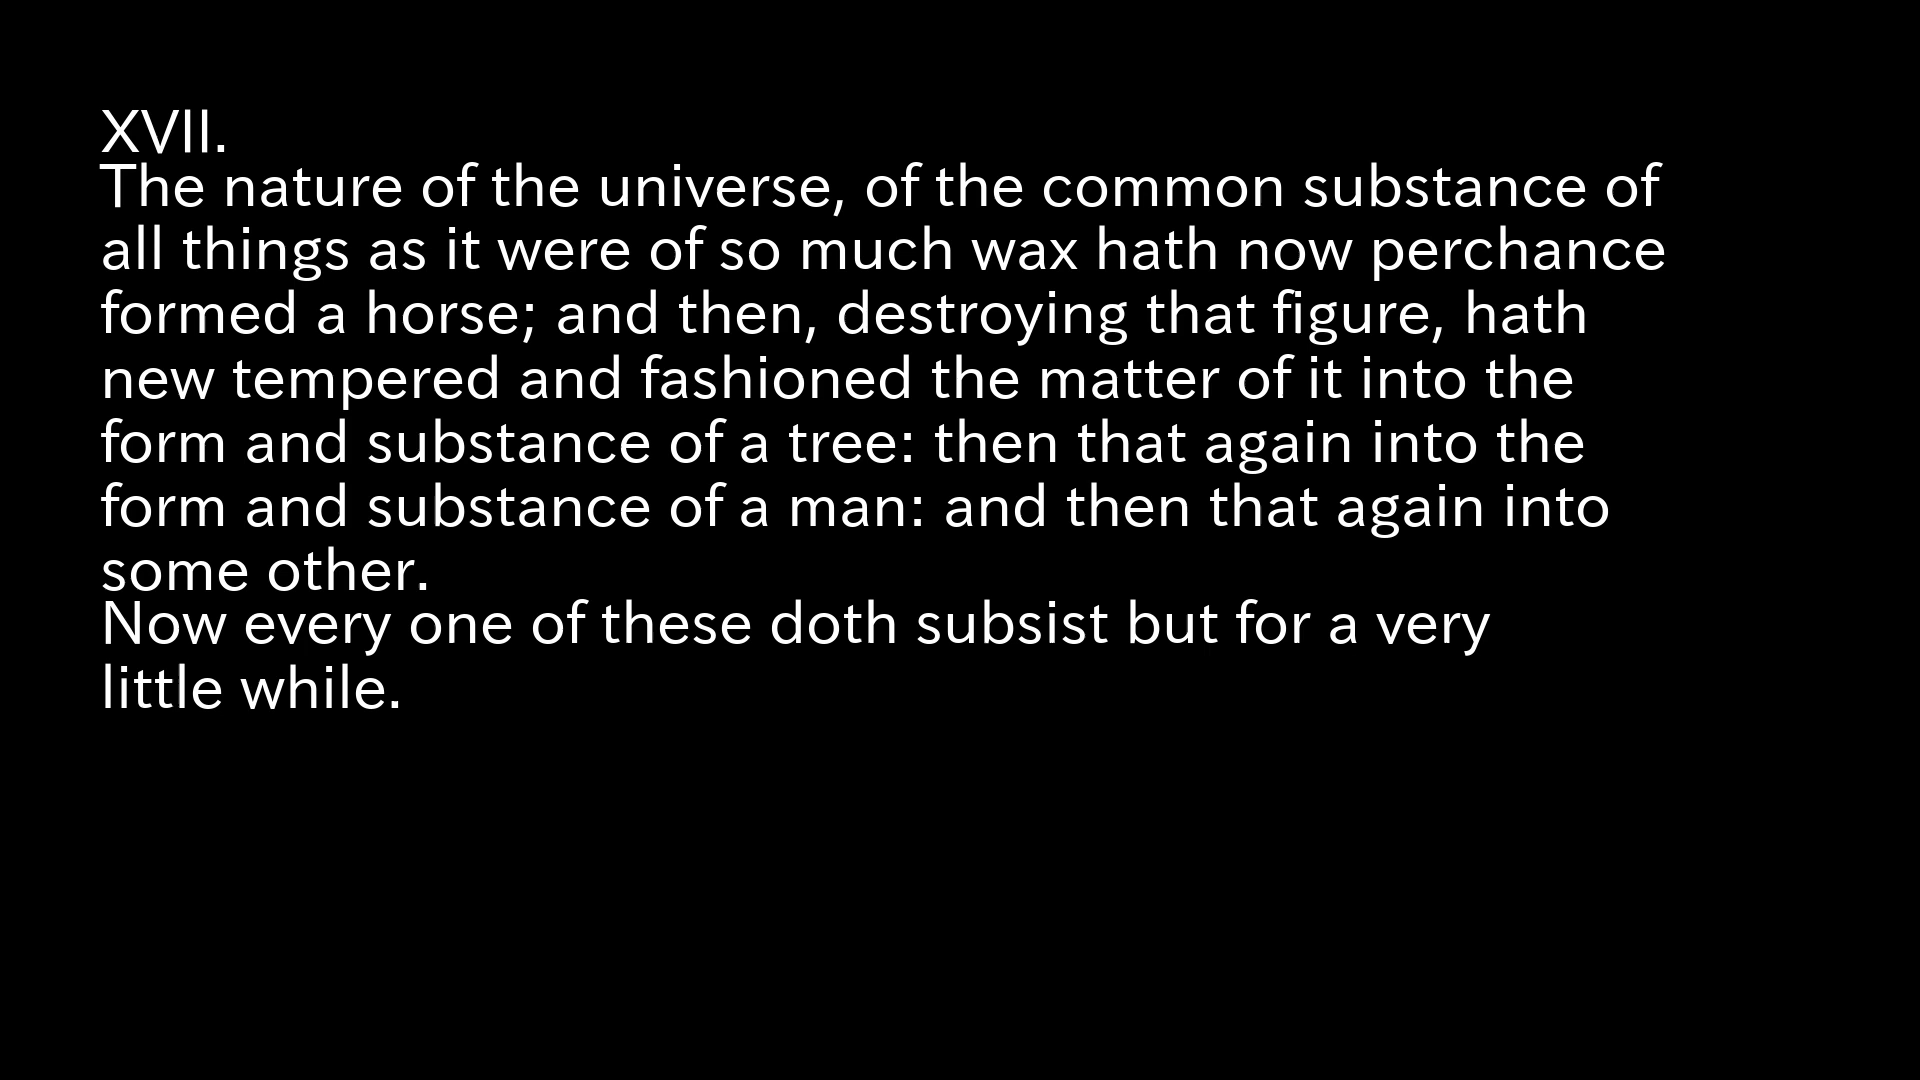 XVII.
The nature of the universe, of the common substance of
all things as it were of so much wax hath now perchance
formed a horse; and then, destroying that figure, hath
new tempered and fashioned the matter of it into the
form and substance of a tree: then that again into the
form and substance of a man: and then that again into
some other.
Now every one of these doth subsist but for a very
little while.